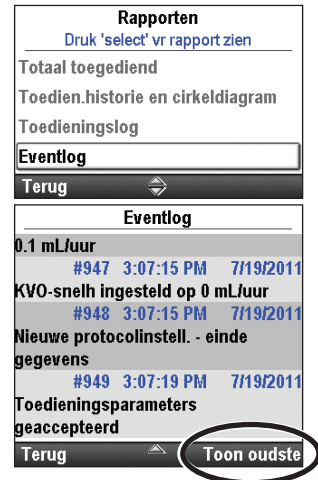 Rapporten
Druk 'select' vr rapport zien
Totaal toegediend
Toedien.historie en cirkeldiagram
Toedieningslog
Eventlog
Terug
Eventlog
0.1 mL/uur
#947 3:07:15 PM 7/19/2011
KVO-snelh ingesteld op 0 mL/uur
#948 3:07:15 PM 7/19/2011
Nieuwe protocolinstell. - einde
gegevens
#949 3:07:19 PM 7/19/2011
Toedieningsparameters
geaccepteerd
Terug Toon oudste